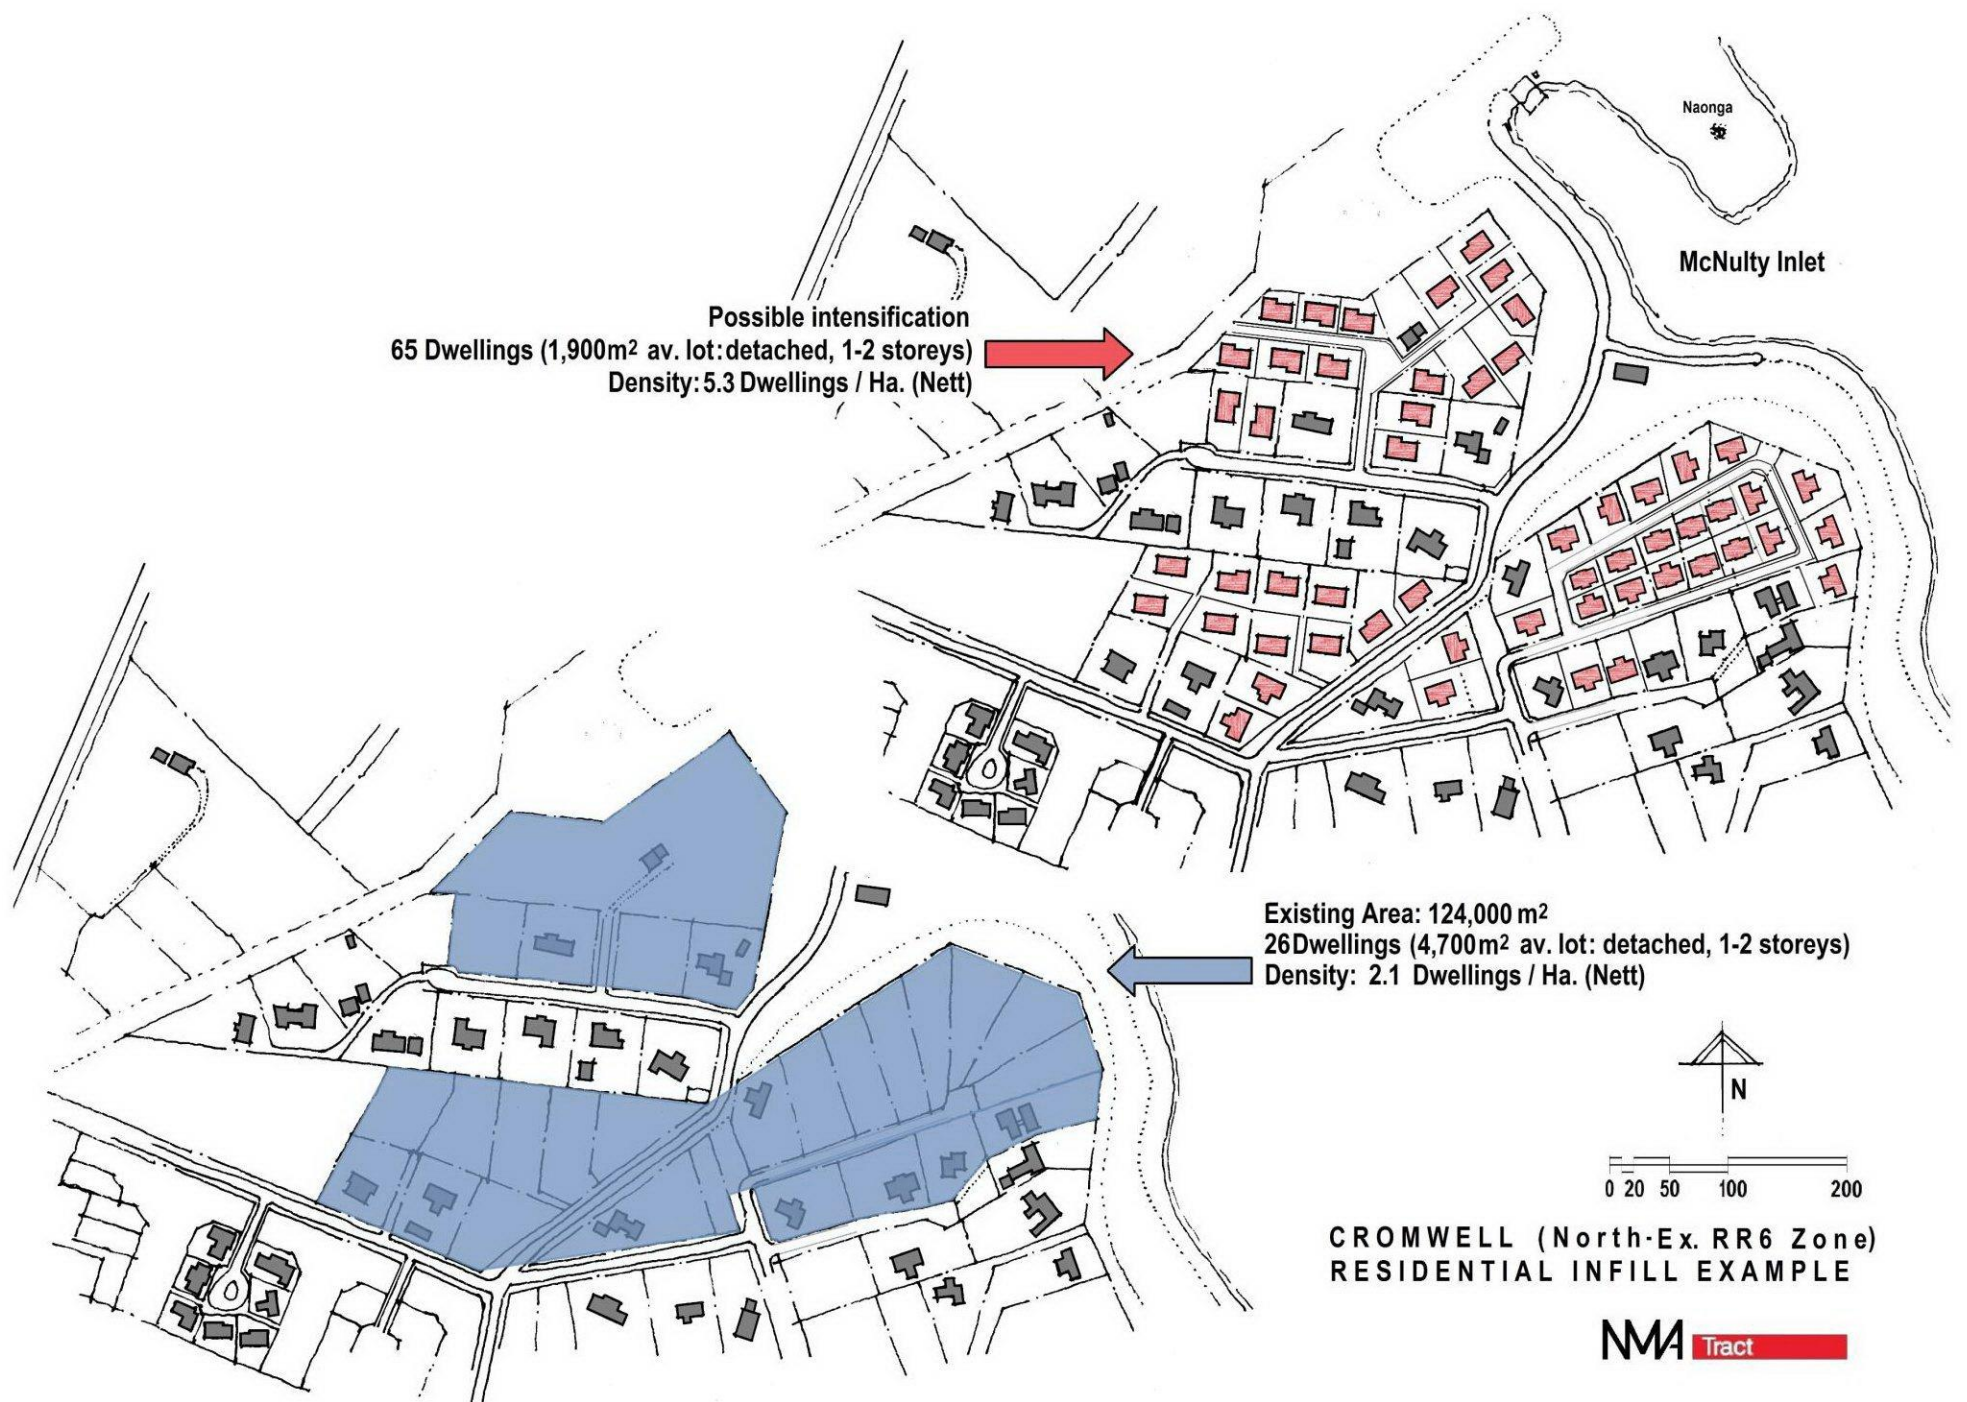 Naonga
McNulty Inlet
Possible intensification
65 Dwellings (1,900m² av. lot: detached, 1-2 storeys)
Density: 5.3 Dwellings / Ha. (Nett)
Existing Area: 124,000 m²
26Dwellings (4,700m² av. lot: detached, 1-2 storeys)
Density: 2.1 Dwellings / Ha. (Nett)
N
0 20 50 100 200
CROMWELL (North-Ex. RR6 Zone)
RESIDENTIAL INFILL EXAMPLE
NMA Tract